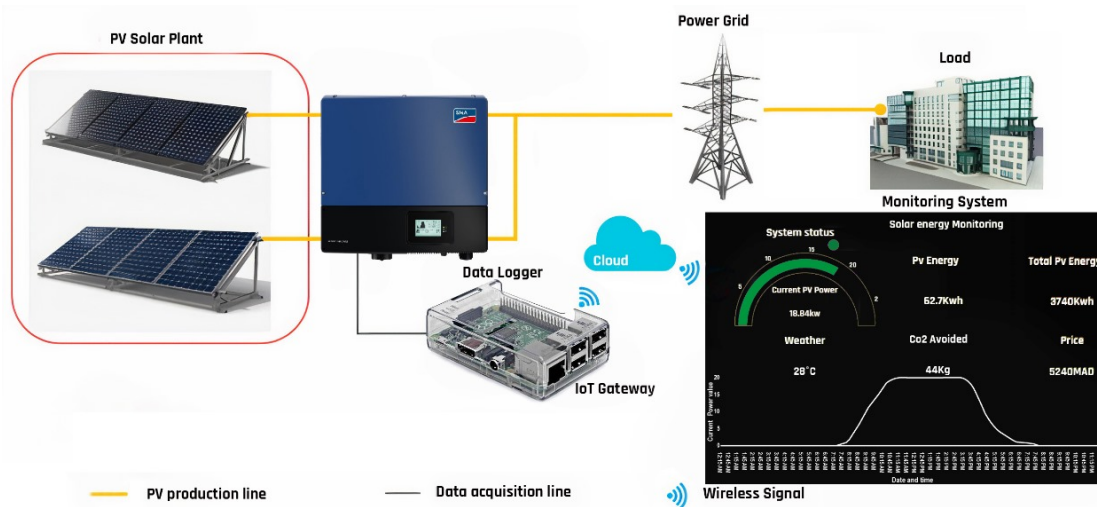 Power Grid
PV Solar Plant
Load
SMA
Monitoring System
Solar energy Monitoring
System status
15
10
20
Pv Energy
Total Pv Energy
Cloud
Data Logger
Current PV Power
2
62.7Kwh
3740Kwh
18.84kw
Weather
Co2 Avoided
Price
28°C
44Kg
5240MAD
IoT Gateway
Current Power value
20
15
10
5
0
Date and time
PV production line
Data acquisition line
Wireless Signal